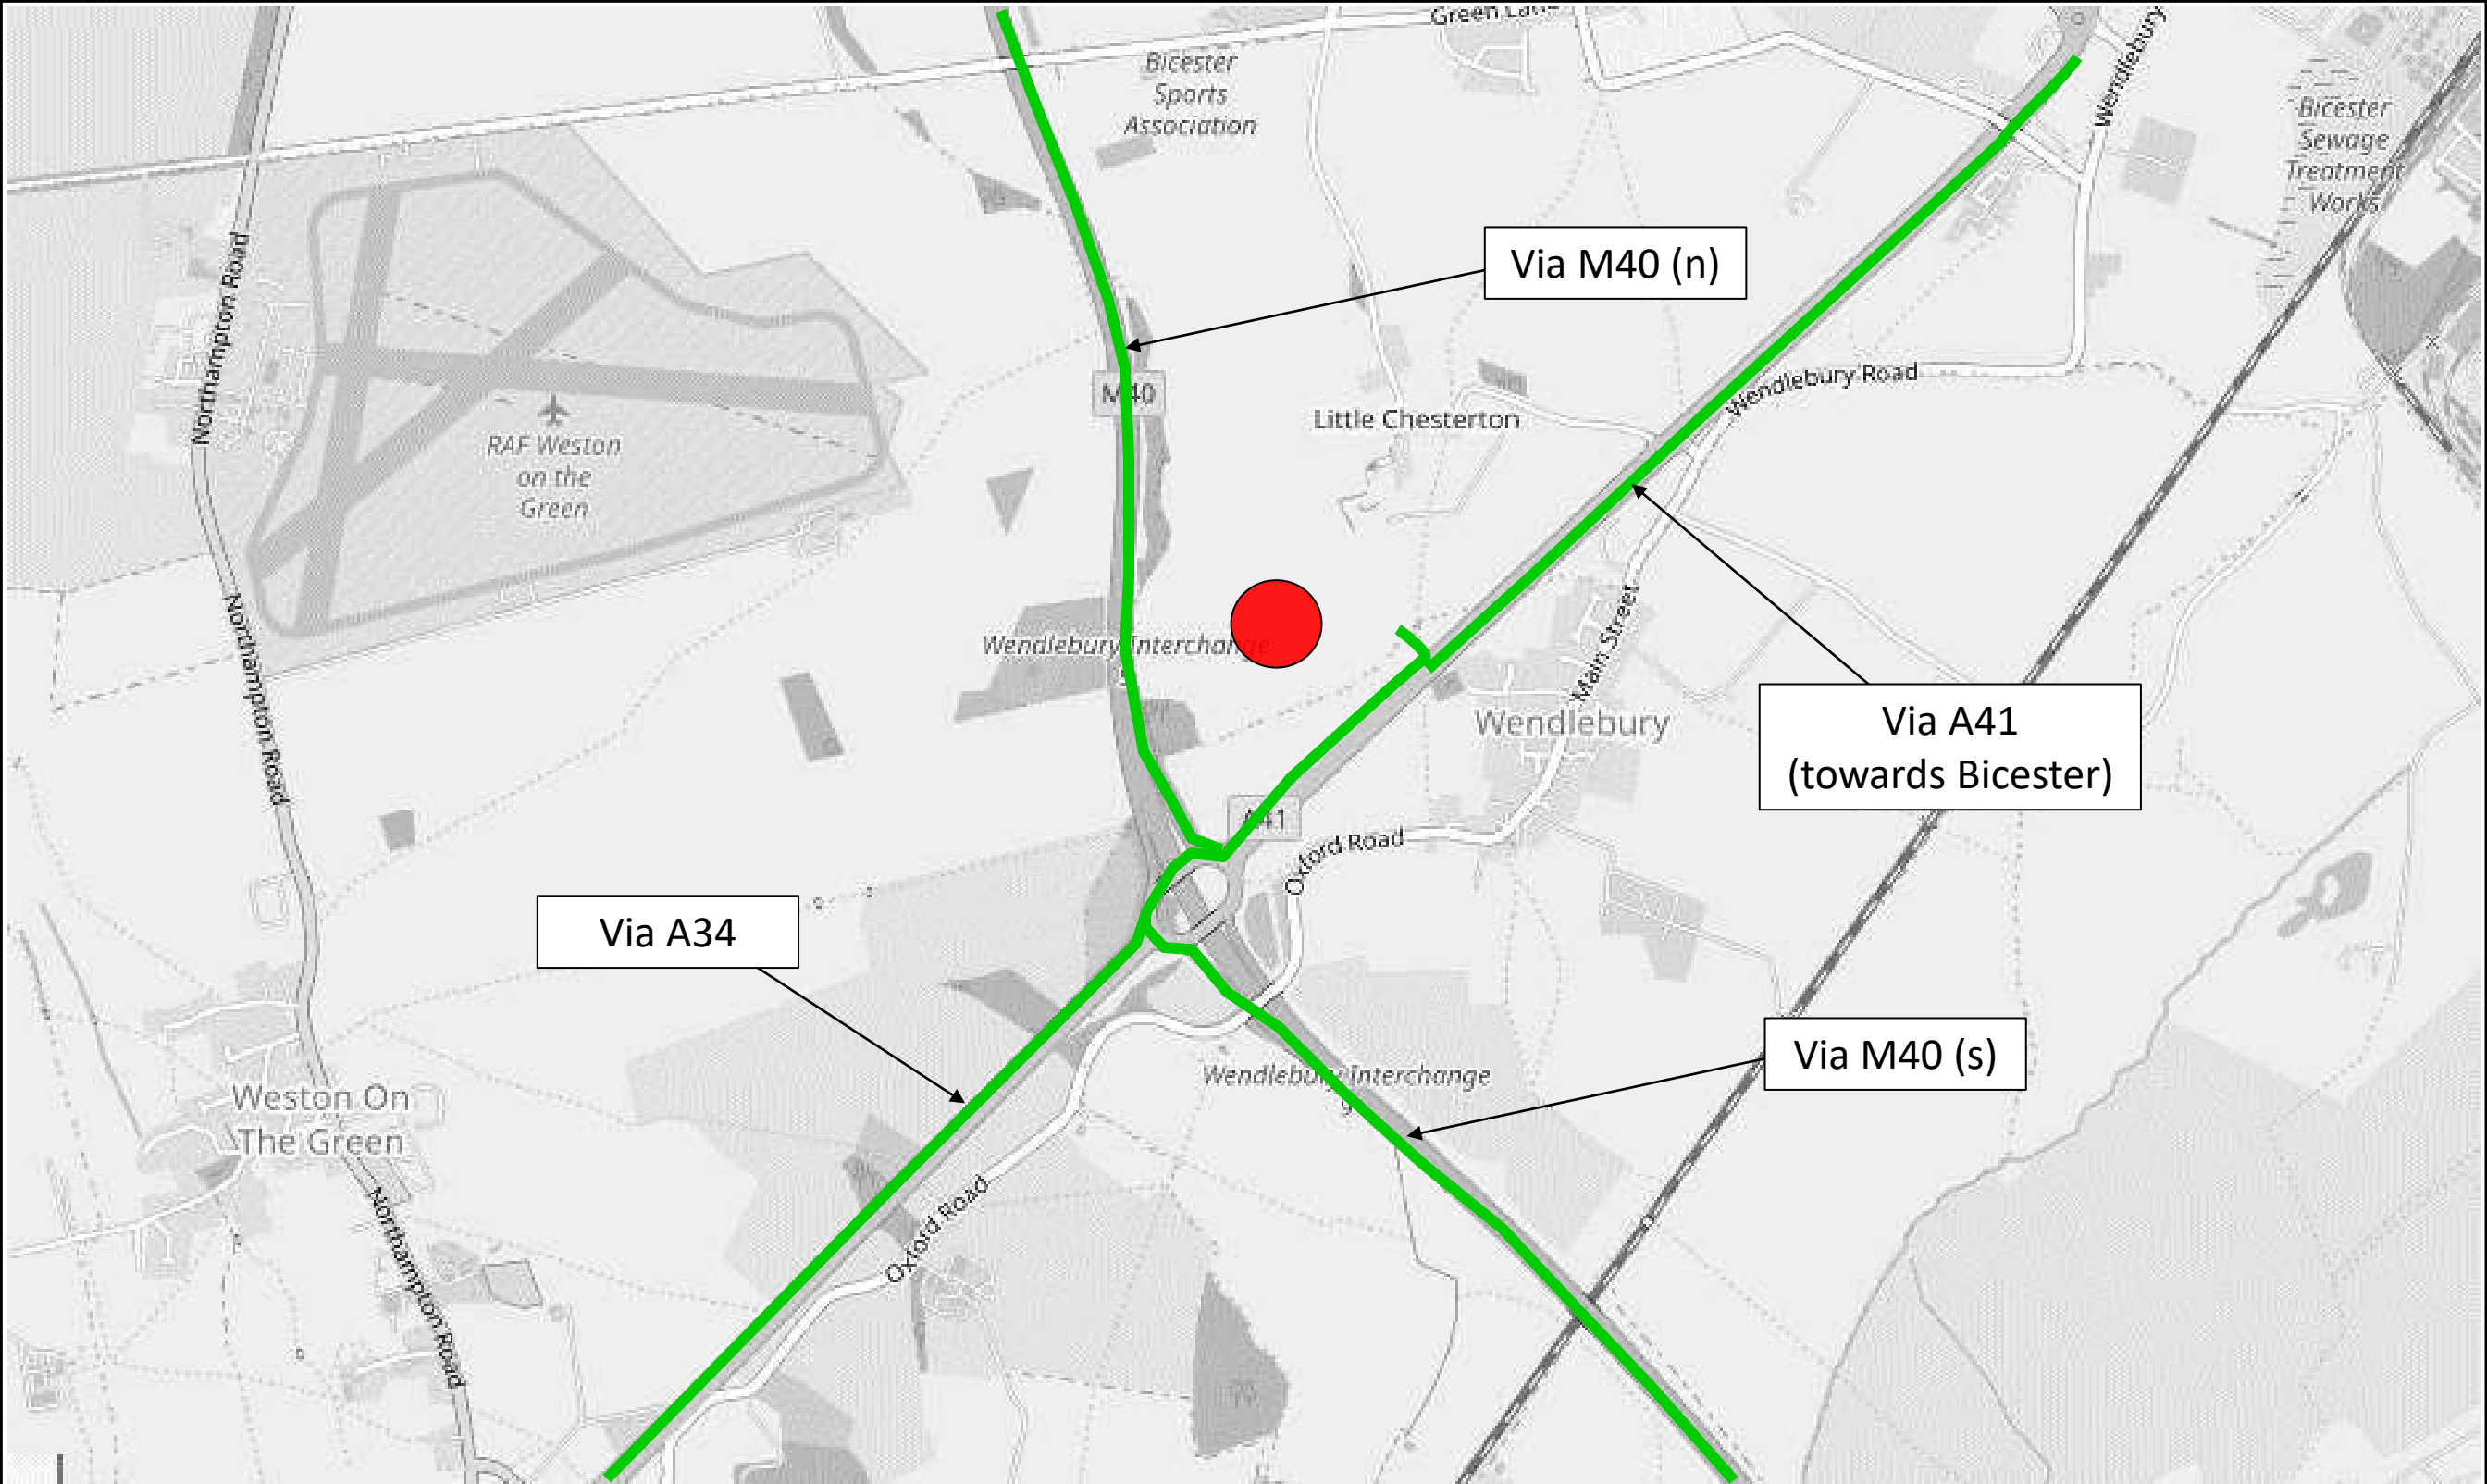 Green Lane
Wendlebury
Bicester
Sports
Association
Bicester
Sewage
Treatment
Works
Northampton Road
Via M40 (n)
M40
Wendlebury Road
Little Chesterton
RAF Weston
on the
Green
Northampton Road
Main Street
Wendlebury Interchange
Via A41
(towards Bicester)
Wendlebury
A41
Oxford Road
Via A34
Via M40 (s)
Wendlebury Interchange
9
Weston On
The Green
Oxford Road
Northampton Road